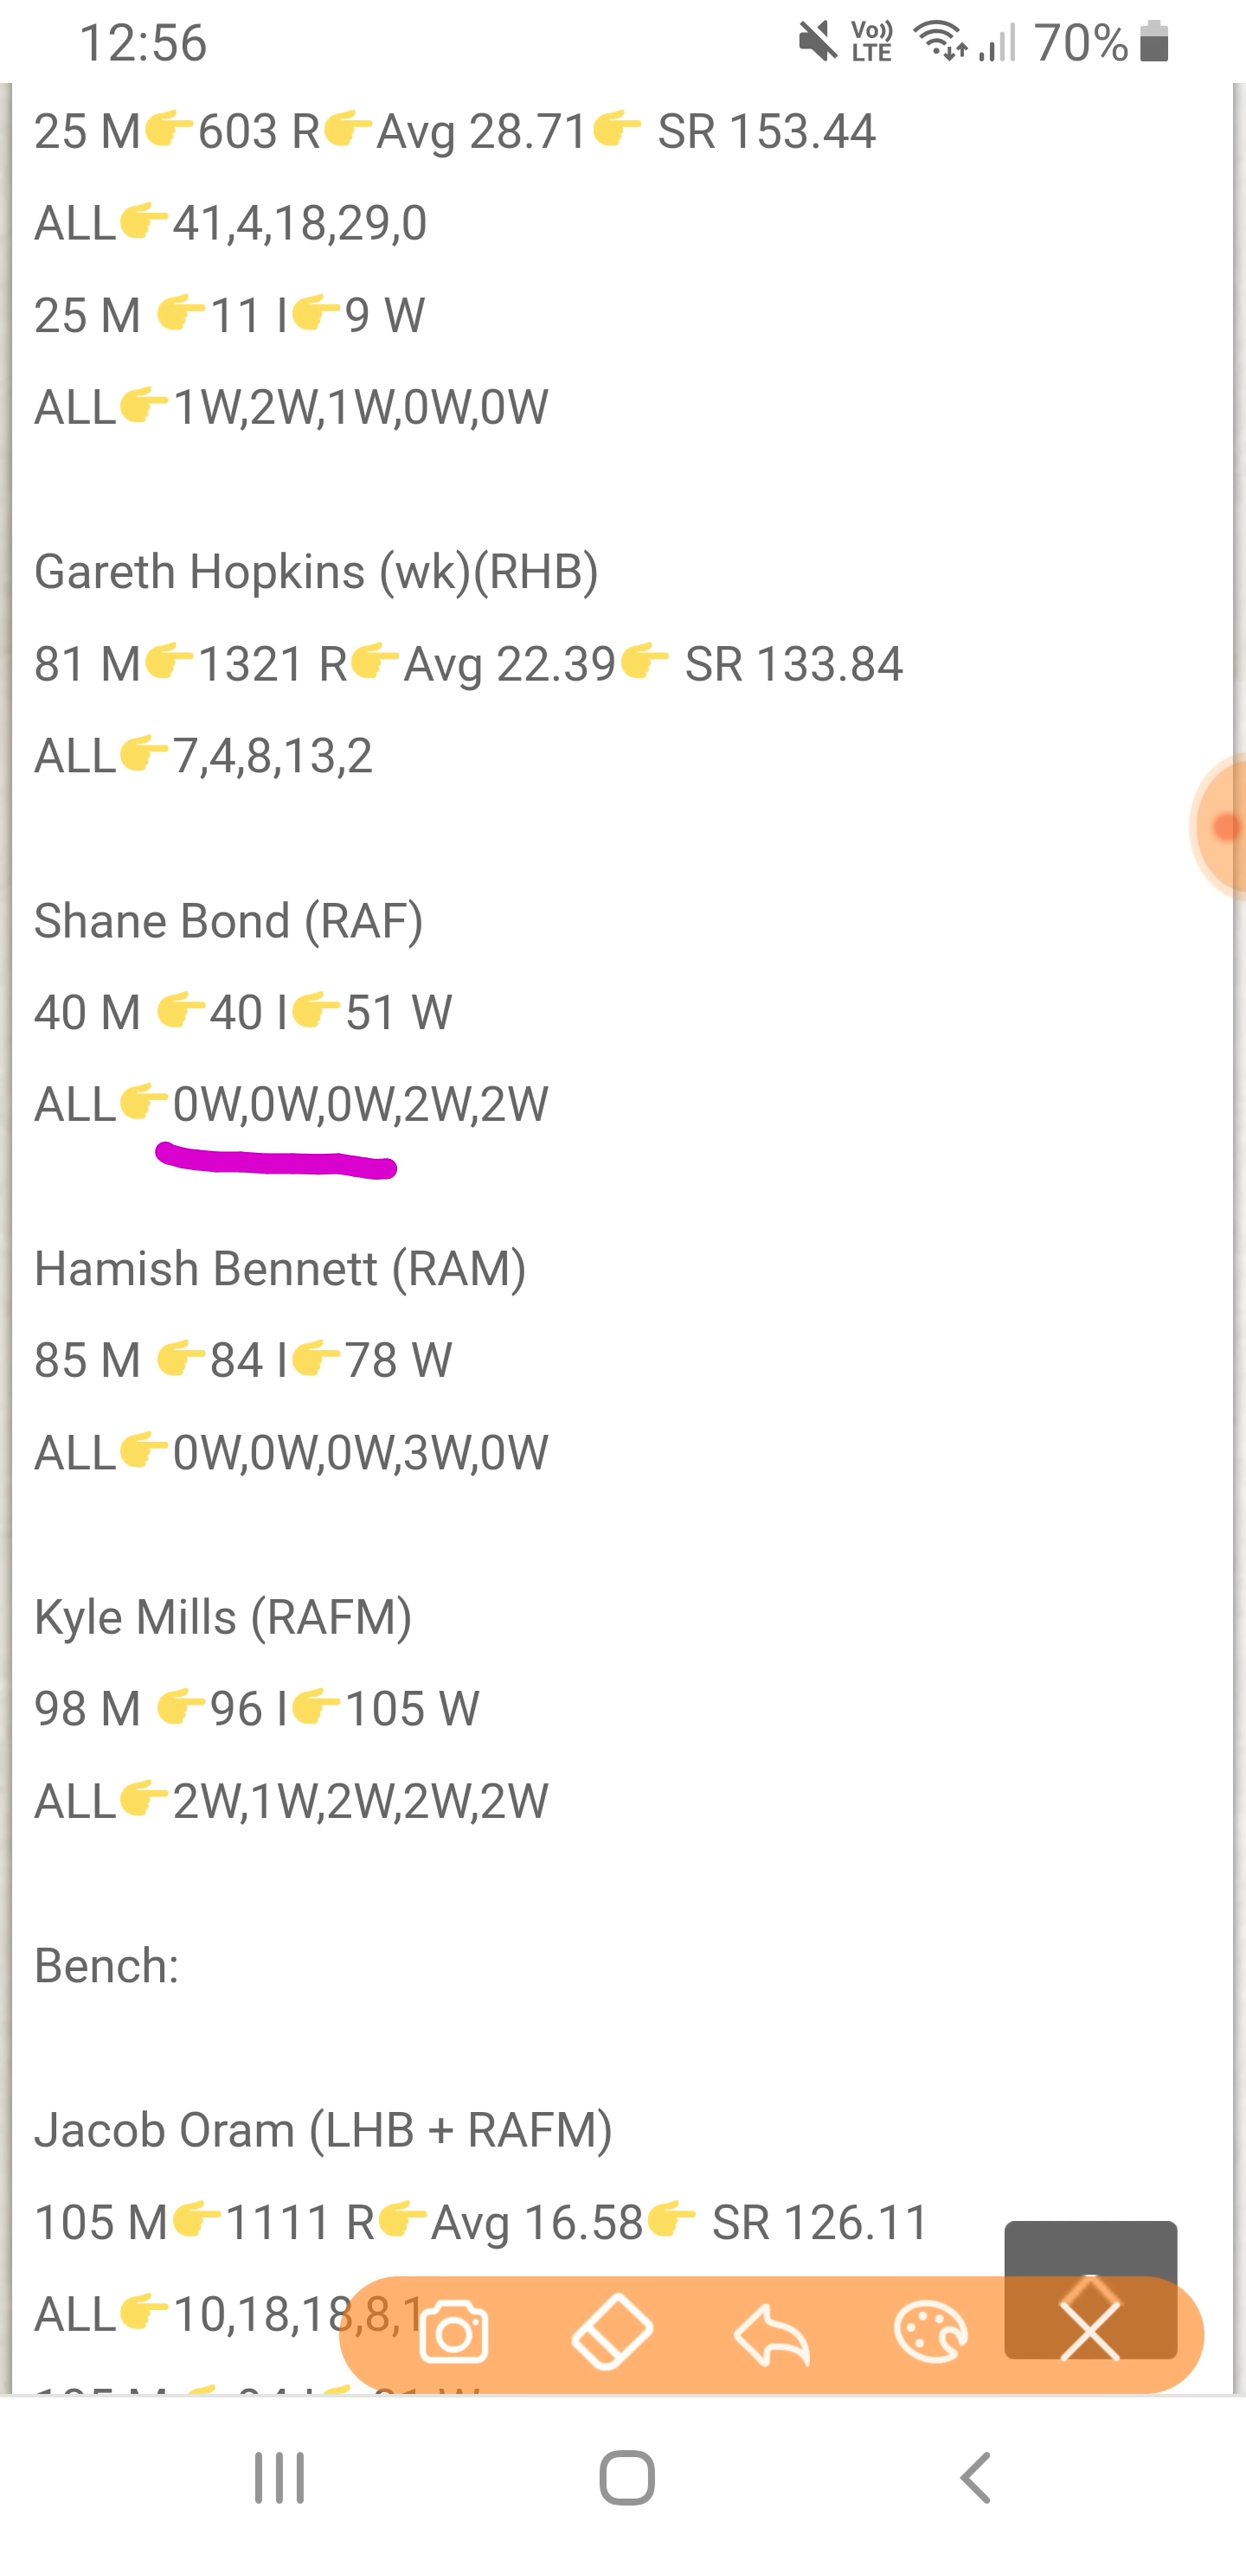 12:56 Vo)) LTE 70%
25 M👉603 R👉Avg 28.71👉 SR 153.44
ALL👉41,4,18,29,0
25 M 👉11 I👉9 W
ALL👉1W,2W,1W,0W,0W
Gareth Hopkins (wk)(RHB)
81 M👉1321 R👉Avg 22.39👉 SR 133.84
ALL👉7,4,8,13,2
Shane Bond (RAF)
40 M 👉40 I👉51 W
ALL👉0W,0W,0W,2W,2W
Hamish Bennett (RAM)
85 M 👉84 I👉78 W
ALL👉0W,0W,0W,3W,0W
Kyle Mills (RAFM)
98 M 👉96 I👉105 W
ALL👉2W,1W,2W,2W,2W
Bench:
Jacob Oram (LHB + RAFM)
105 M👉1111 R👉Avg 16.58👉 SR 126.11
ALL👉10,18,18,8,1